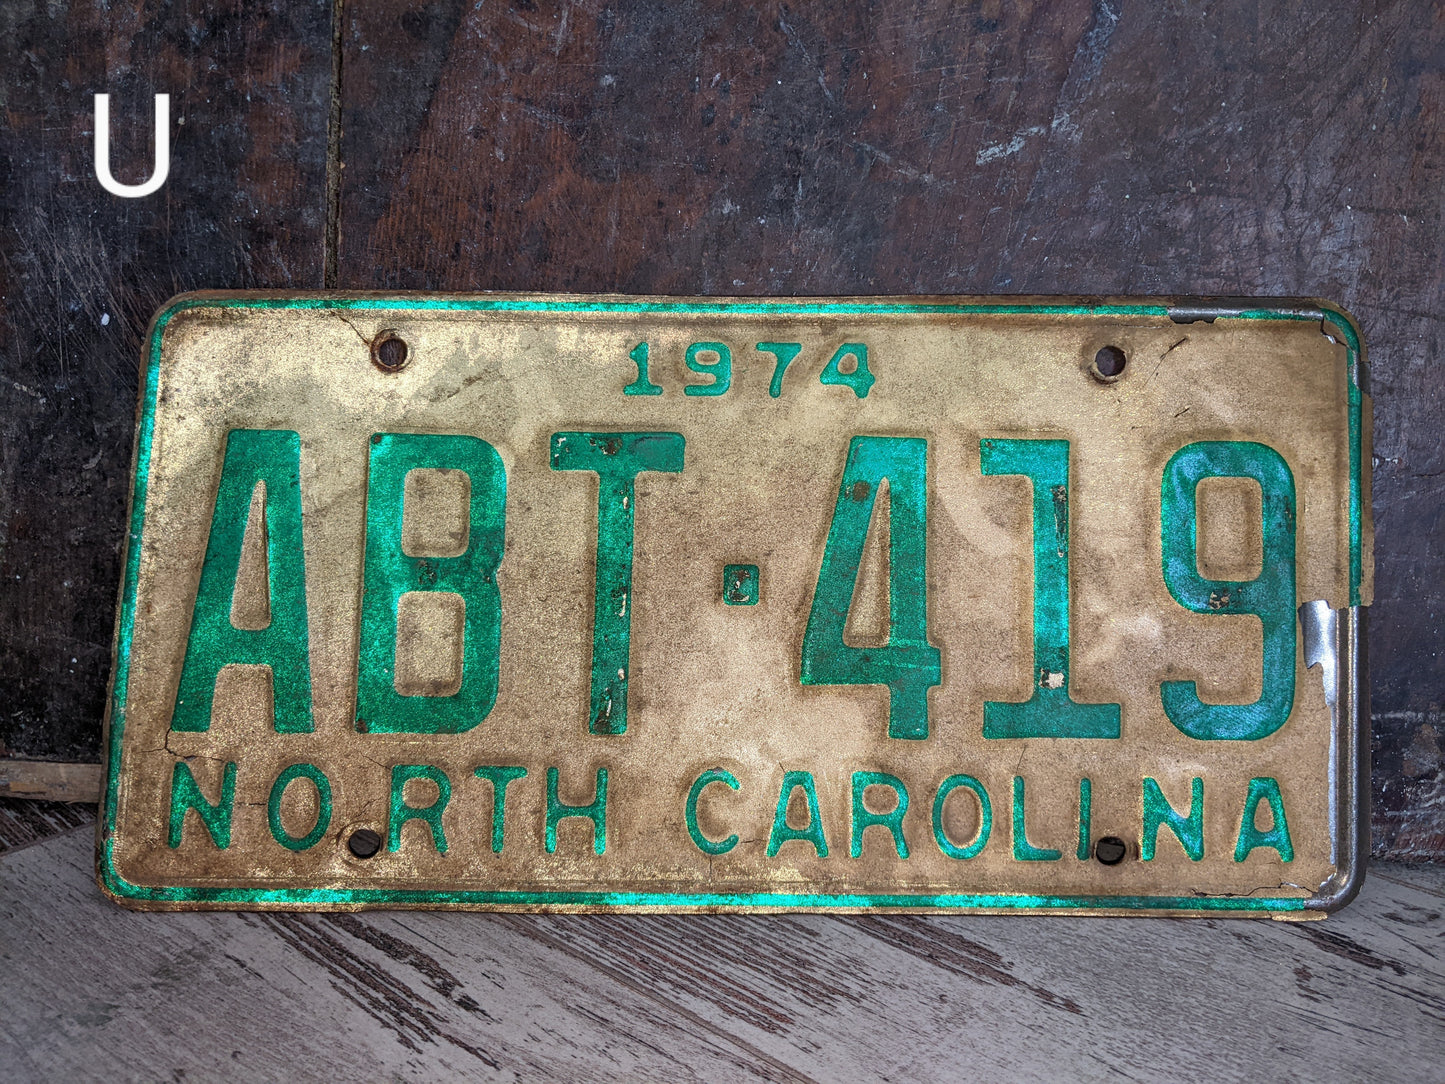 U
1974
ABT·419
NORTH CAROLINA